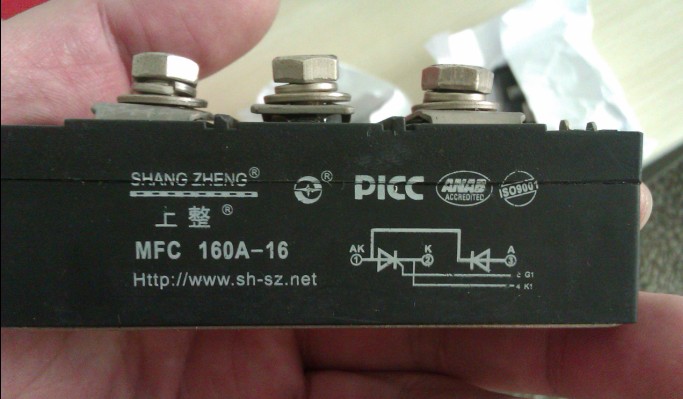 SHANG ZHENG®
上整®
® PICC ANAB ACCREDITED ISO9001
MFC 160A-16
Http://www.sh-sz.net
AK K A
1 2 3
G1
4 K1